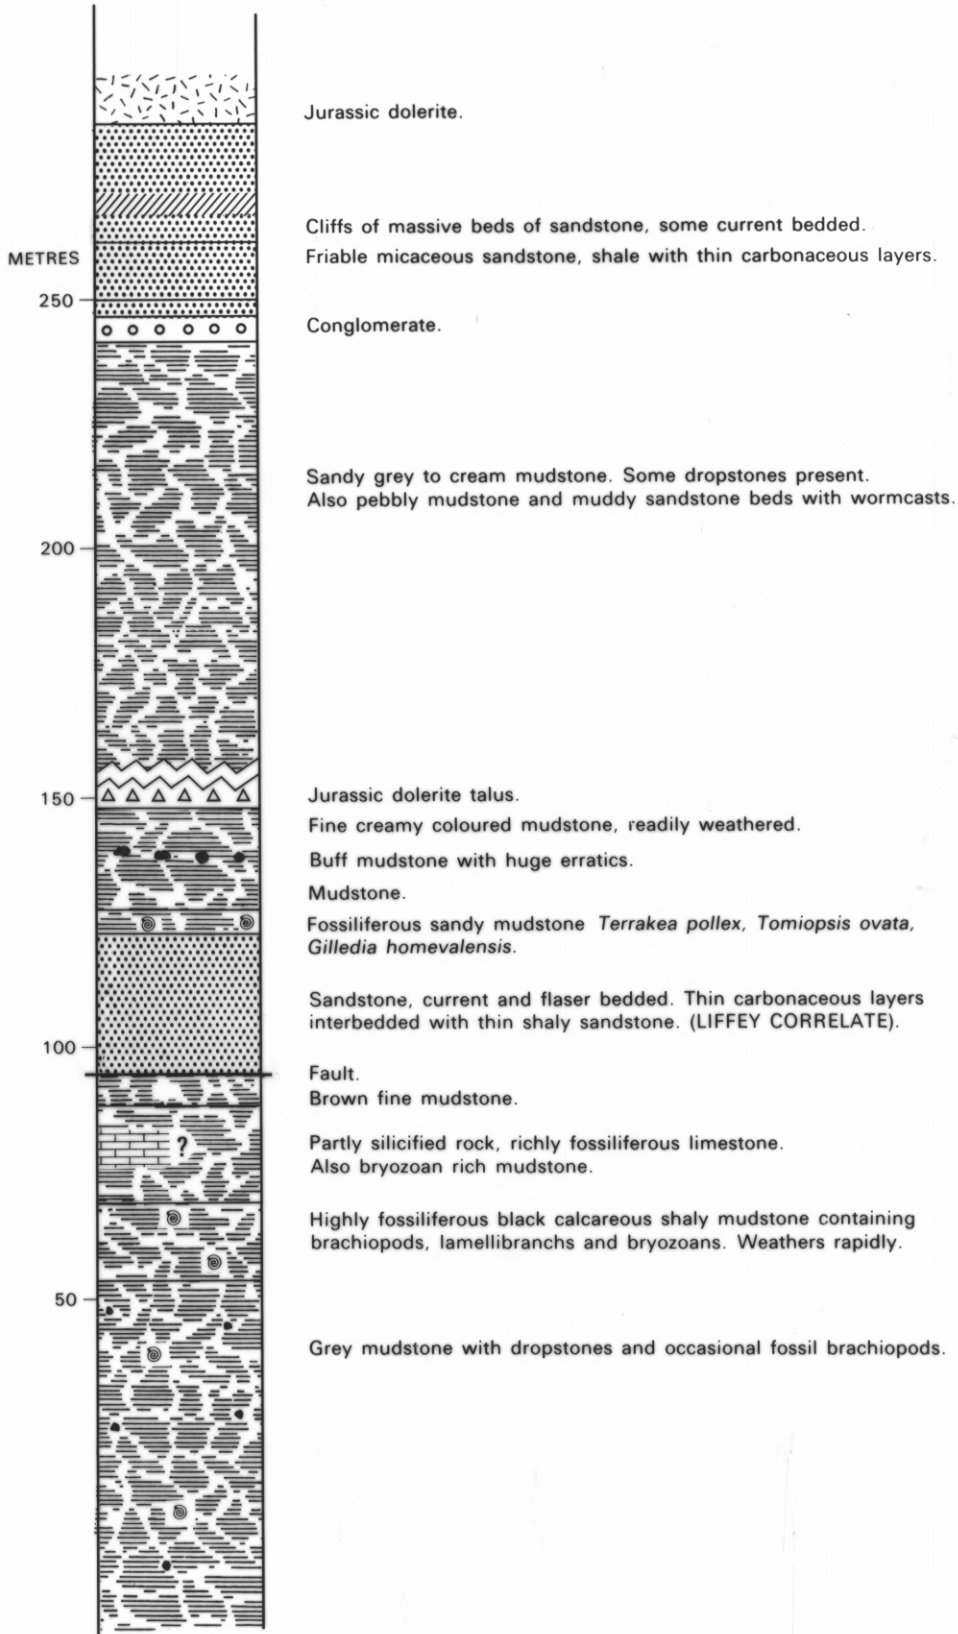 Jurassic dolerite.
Cliffs of massive beds of sandstone, some current bedded.
METRES
Friable micaceous sandstone, shale with thin carbonaceous layers.
250
Conglomerate.
Sandy grey to cream mudstone. Some dropstones present.
Also pebbly mudstone and muddy sandstone beds with wormcasts.
200
150
Jurassic dolerite talus.
Fine creamy coloured mudstone, readily weathered.
Buff mudstone with huge erratics.
Mudstone.
Fossiliferous sandy mudstone Terrakea pollex, Tomiopsis ovata,
Gilledia homevalensis.
Sandstone, current and flaser bedded. Thin carbonaceous layers
interbedded with thin shaly sandstone. (LIFFEY CORRELATE).
100
Fault.
Brown fine mudstone.
?
Partly silicified rock, richly fossiliferous limestone.
Also bryozoan rich mudstone.
Highly fossiliferous black calcareous shaly mudstone containing
brachiopods, lamellibranchs and bryozoans. Weathers rapidly.
50
Grey mudstone with dropstones and occasional fossil brachiopods.